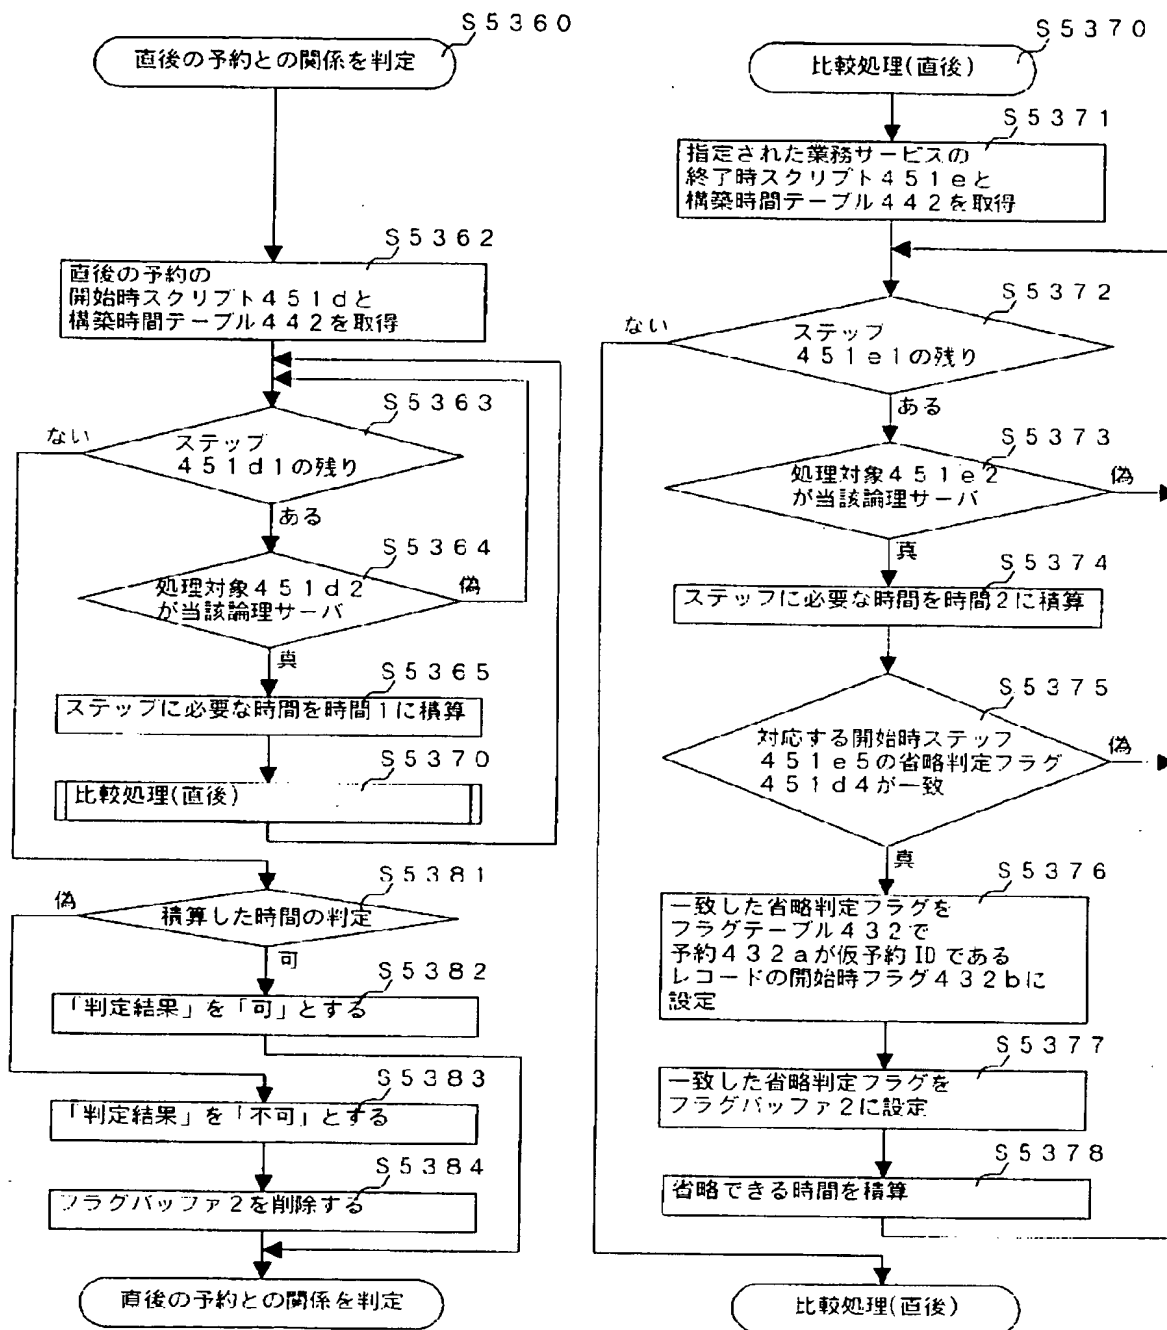 S5360
直後の予約との関係を判定
S5362
直後の予約の
開始時スクリプト451dと
構築時間テーブル442を取得
S5363
ない
ステップ
451d1の残り
ある
S5364
処理対象451d2
が当該論理サーバ
偽
真
S5365
ステップに必要な時間を時間1に積算
S5370
比較処理(直後)
S5381
偽
積算した時間の判定
可
S5382
「判定結果」を「可」とする
S5383
「判定結果」を「不可」とする
S5384
フラグバッファ2を削除する
直後の予約との関係を判定
S5370
比較処理(直後)
S5371
指定された業務サービスの
終了時スクリプト451eと
構築時間テーブル442を取得
S5372
ない
ステップ
451e1の残り
ある
S5373
処理対象451e2
が当該論理サーバ
偽
真
S5374
ステップに必要な時間を時間2に積算
S5375
対応する開始時ステップ
451e5の省略判定フラグ
451d4が一致
偽
真
S5376
一致した省略判定フラグを
フラグテーブル432で
予約432aが仮予約IDである
レコードの開始時フラグ432bに
設定
S5377
一致した省略判定フラグを
フラグバッファ2に設定
S5378
省略できる時間を積算
比較処理(直後)